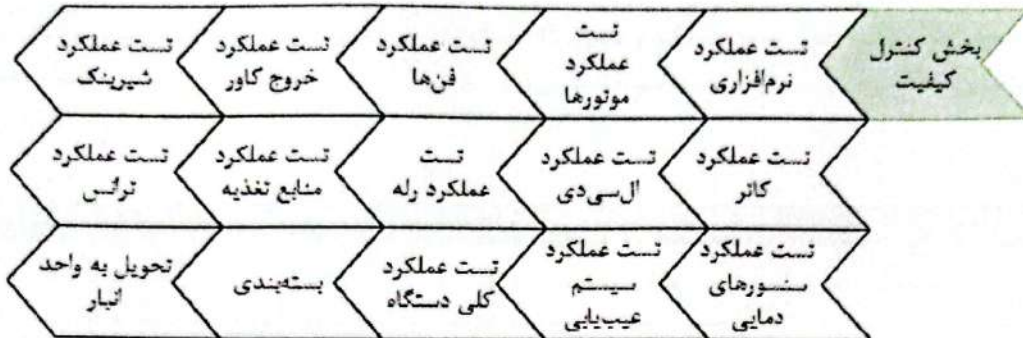 بخش کنترل
کیفیت
تست عملکرد
نرم‌افزاری
تست
عملکرد
موتورها
تست عملکرد
فن‌ها
تست عملکرد
خروج کاور
تست عملکرد
شیرینک
تست عملکرد
کاتر
تست عملکرد
ال‌سی‌دی
تست
عملکرد رله
تست عملکرد
منابع تغذیه
تست عملکرد
ترانس
تست عملکرد
سنسورهای
دمایی
تست عملکرد
سیستم
عیب‌یابی
تست عملکرد
کلی دستگاه
بسته‌بندی
تحویل به واحد
انبار